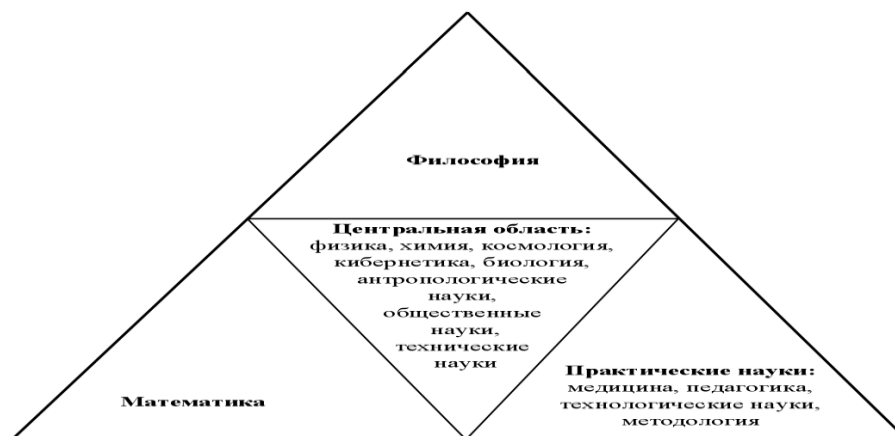 Философия
Центральная область:
физика, химия, космология,
кибернетика, биология,
антропологические
науки,
общественные
науки,
технические
науки
Математика
Практические науки:
медицина, педагогика,
технологические науки,
методология